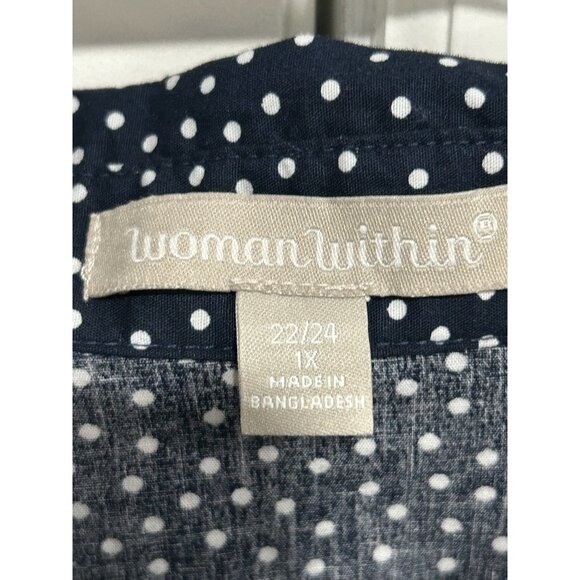 woman within®
22/24
1X
MADE IN
BANGLADESH